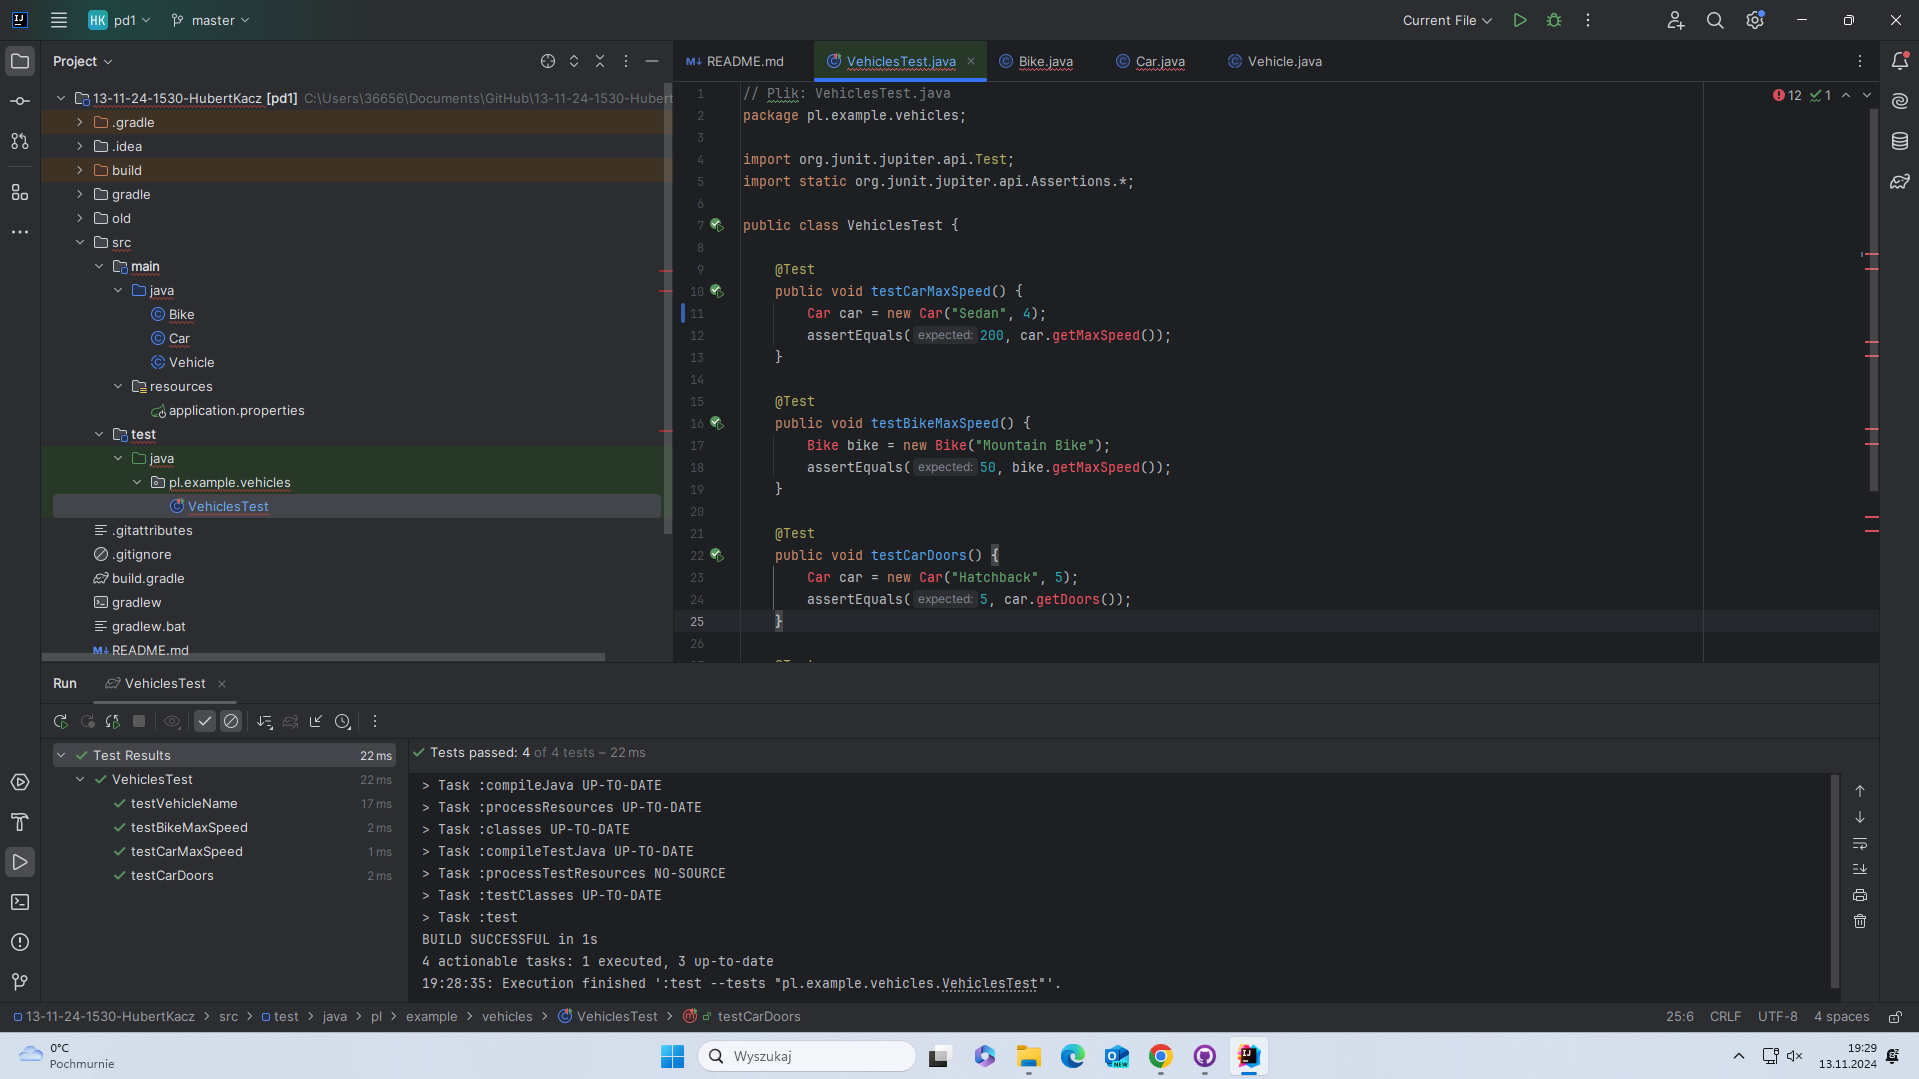 HK pd1 master Current File
Project
README.md VehiclesTest.java Bike.java Car.java Vehicle.java
13-11-24-1530-HubertKacz [pd1] C:\Users\36656\Documents\GitHub\13-11-24-1530-Hubert
.gradle
.idea
build
gradle
old
src
main
java
Bike
Car
Vehicle
resources
application.properties
test
java
pl.example.vehicles
VehiclesTest
.gitattributes
.gitignore
build.gradle
gradlew
gradlew.bat
README.md
12 1
1 // Plik: VehiclesTest.java
2 package pl.example.vehicles;
3
4 import org.junit.jupiter.api.Test;
5 import static org.junit.jupiter.api.Assertions.*;
6
7 public class VehiclesTest {
8
9 @Test
10 public void testCarMaxSpeed() {
11 Car car = new Car("Sedan", 4);
12 assertEquals( expected: 200, car.getMaxSpeed());
13 }
14
15 @Test
16 public void testBikeMaxSpeed() {
17 Bike bike = new Bike("Mountain Bike");
18 assertEquals( expected: 50, bike.getMaxSpeed());
19 }
20
21 @Test
22 public void testCarDoors() {
23 Car car = new Car("Hatchback", 5);
24 assertEquals( expected: 5, car.getDoors());
25 }
26
Run VehiclesTest
Test Results 22 ms
VehiclesTest 22 ms
testVehicleName 17 ms
testBikeMaxSpeed 2 ms
testCarMaxSpeed 1 ms
testCarDoors 2 ms
Tests passed: 4 of 4 tests – 22 ms
> Task :compileJava UP-TO-DATE
> Task :processResources UP-TO-DATE
> Task :classes UP-TO-DATE
> Task :compileTestJava UP-TO-DATE
> Task :processTestResources NO-SOURCE
> Task :testClasses UP-TO-DATE
> Task :test
BUILD SUCCESSFUL in 1s
4 actionable tasks: 1 executed, 3 up-to-date
19:28:35: Execution finished ':test --tests "pl.example.vehicles.VehiclesTest"'.
13-11-24-1530-HubertKacz > src > test > java > pl > example > vehicles > VehiclesTest > testCarDoors 25:6 CRLF UTF-8 4 spaces
0°C
Pochmurnie
Wyszukaj
19:29
13.11.2024